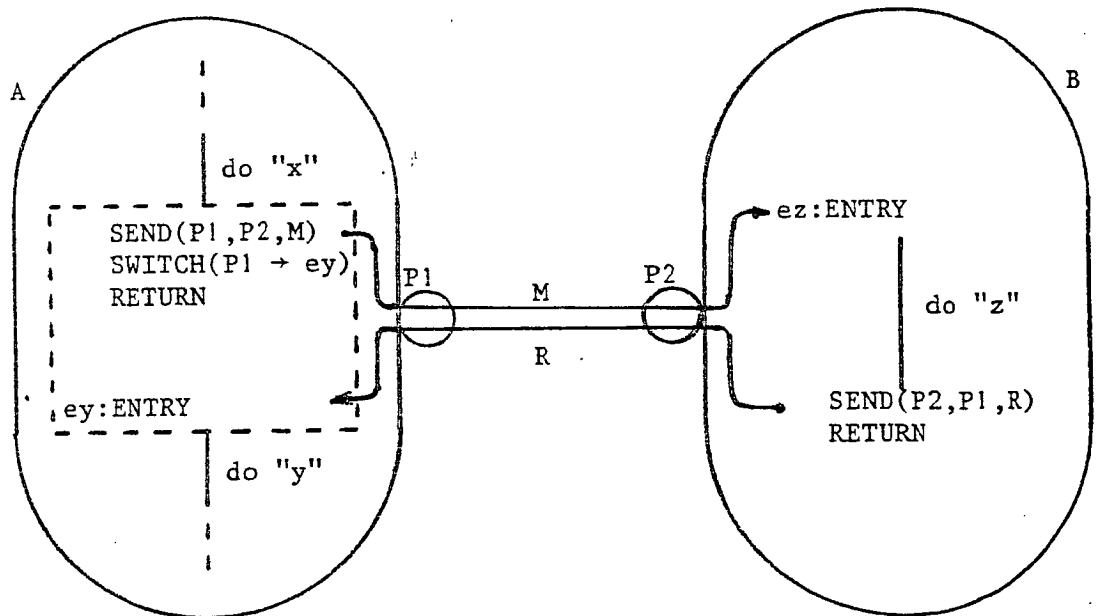 A
B
do "x"
SEND(P1,P2,M)
SWITCH(P1 → ey)
RETURN
ey:ENTRY
do "y"
P1
M
R
P2
ez:ENTRY
do "z"
SEND(P2,P1,R)
RETURN